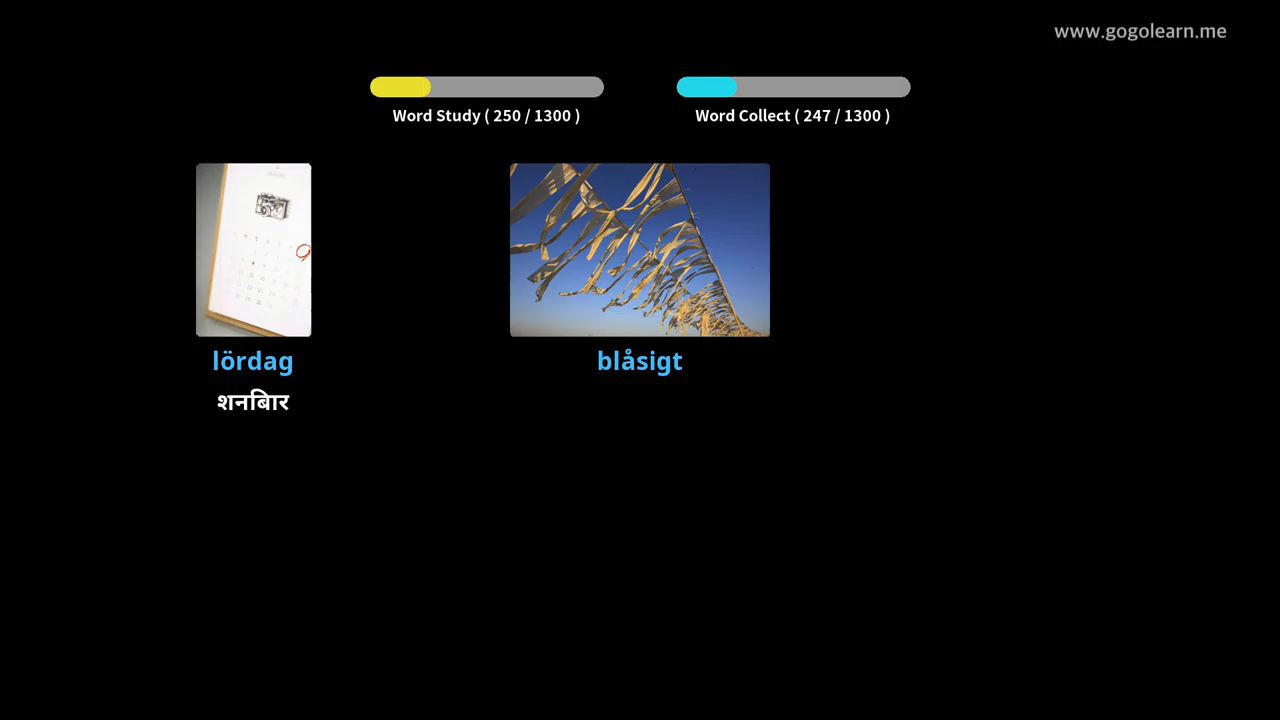 www.gogolearn.me
Word Study ( 250 / 1300 )
Word Collect ( 247 / 1300 )
lördag
blåsigt
शनबिार